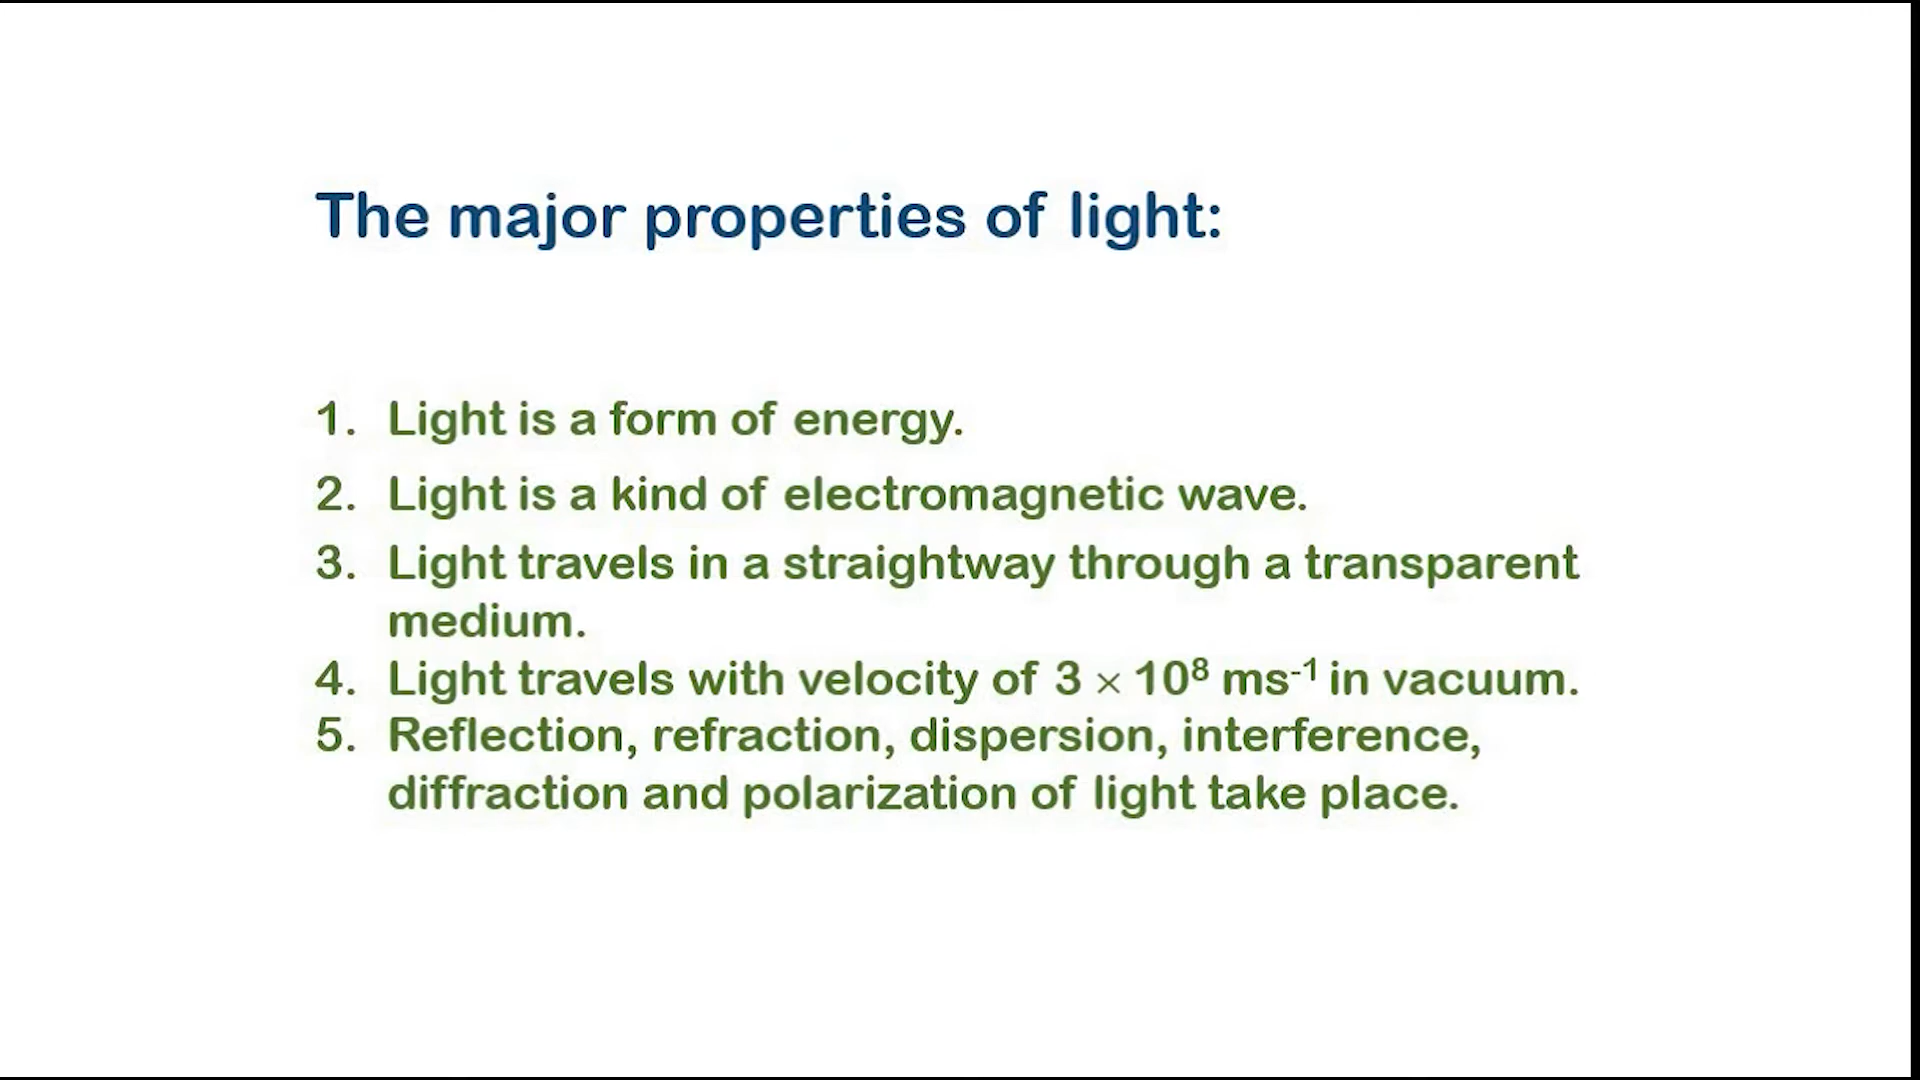 The major properties of light:
1. Light is a form of energy.
2. Light is a kind of electromagnetic wave.
3. Light travels in a straightway through a transparent
medium.
4. Light travels with velocity of 3 × 10⁸ ms⁻¹ in vacuum.
5. Reflection, refraction, dispersion, interference,
diffraction and polarization of light take place.